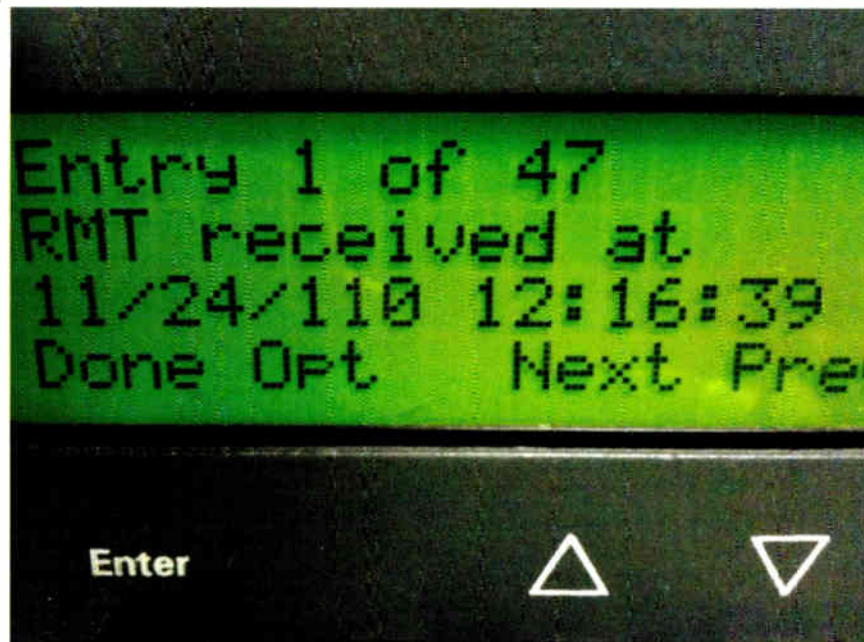 Entry 1 of 47
RMT received at
11/24/110 12:16:39
Done Opt Next
Enter